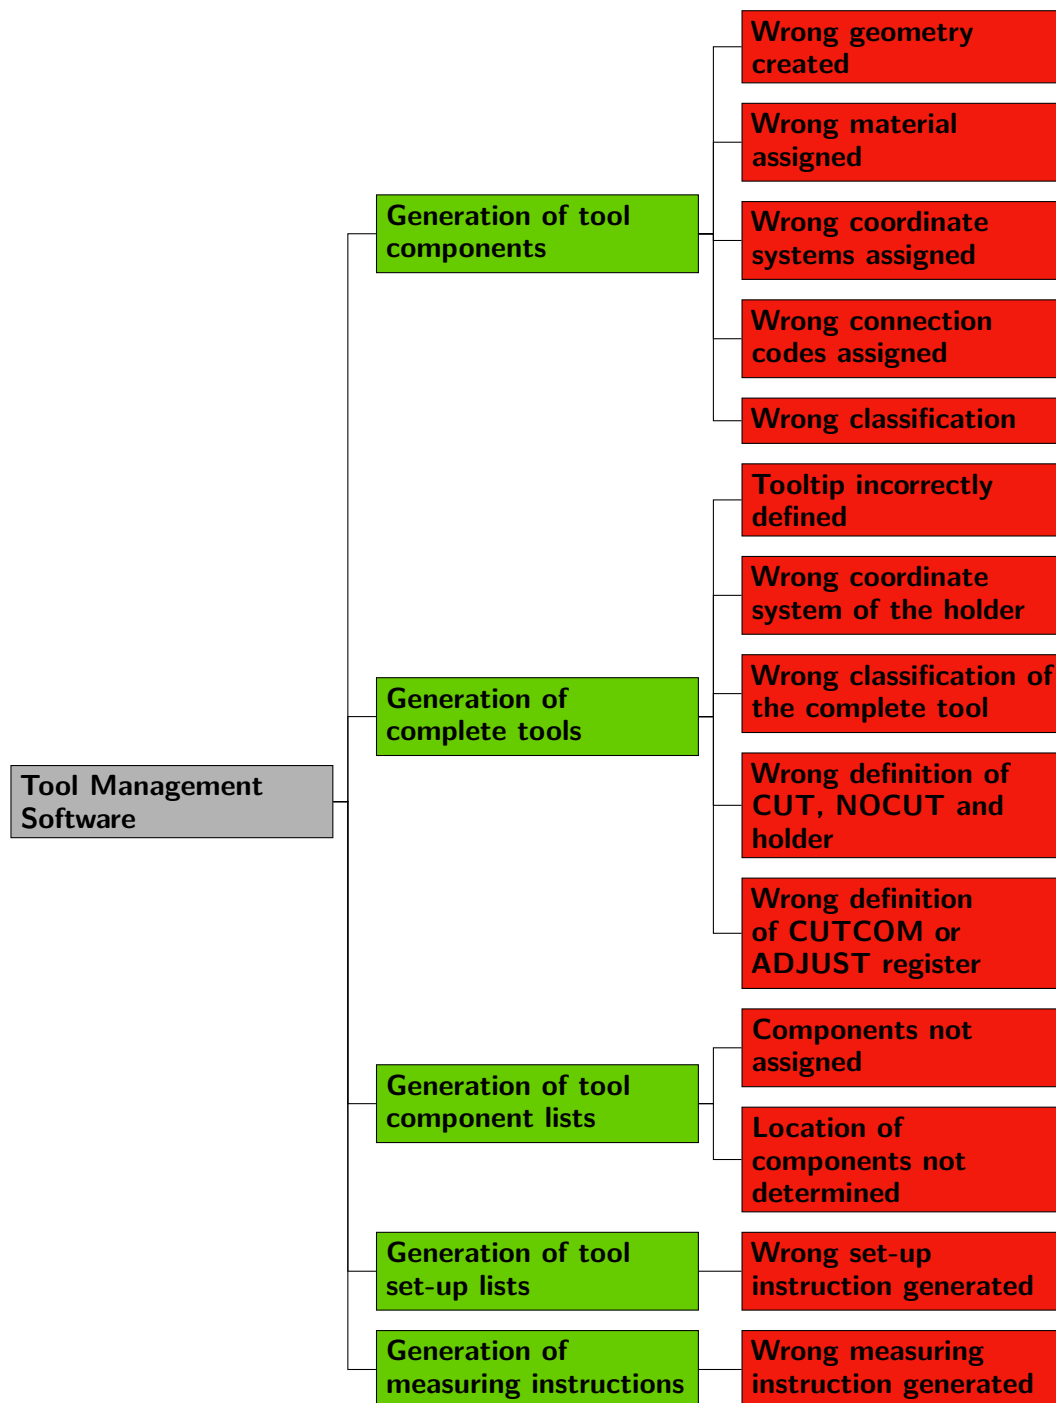 Tool Management
Software
Generation of tool
components
Wrong geometry
created
Wrong material
assigned
Wrong coordinate
systems assigned
Wrong connection
codes assigned
Wrong classification
Generation of
complete tools
Tooltip incorrectly
defined
Wrong coordinate
system of the holder
Wrong classification of
the complete tool
Wrong definition of
CUT, NOCUT and
holder
Wrong definition
of CUTCOM or
ADJUST register
Generation of tool
component lists
Components not
assigned
Location of
components not
determined
Generation of tool
set-up lists
Wrong set-up
instruction generated
Generation of
measuring instructions
Wrong measuring
instruction generated